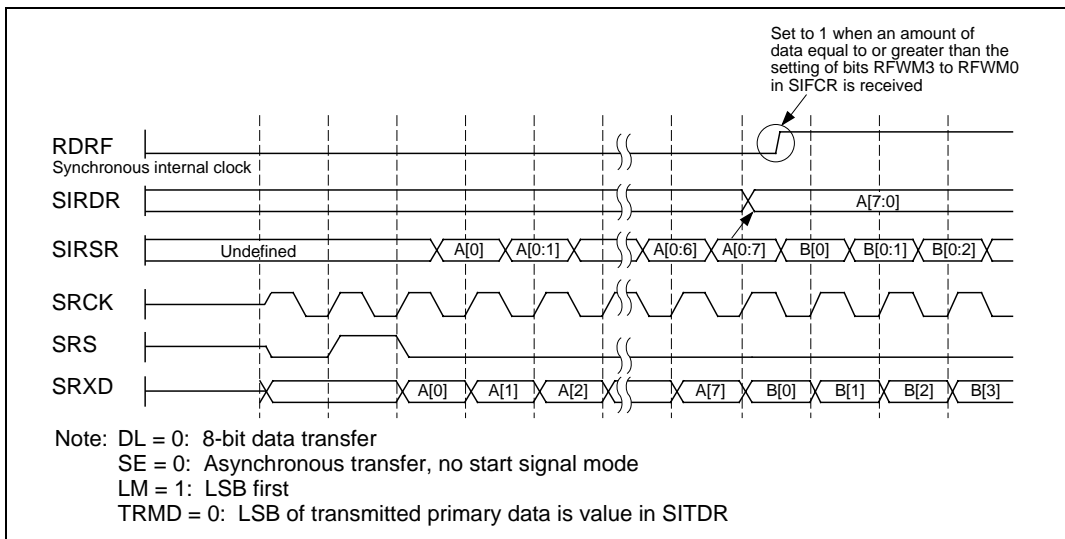 Set to 1 when an amount of
data equal to or greater than the
setting of bits RFWM3 to RFWM0
in SIFCR is received
RDRF
Synchronous internal clock
SIRDR
A[7:0]
SIRSR
Undefined A[0] A[0:1] A[0:6] A[0:7] B[0] B[0:1] B[0:2]
SRCK
SRS
SRXD
A[0] A[1] A[2] A[7] B[0] B[1] B[2] B[3]
Note: DL = 0: 8-bit data transfer
SE = 0: Asynchronous transfer, no start signal mode
LM = 1: LSB first
TRMD = 0: LSB of transmitted primary data is value in SITDR